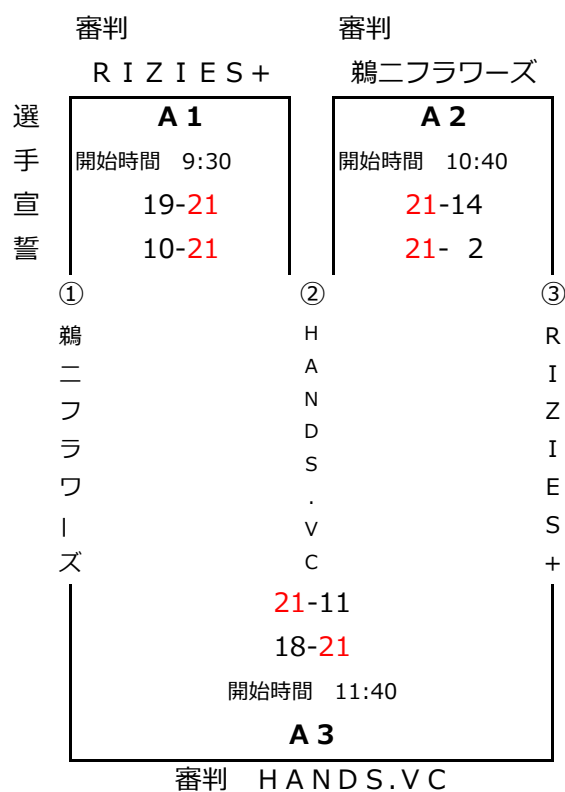 審判 審判
ＲＩＺＩＥＳ+ 鵜二フラワーズ
選手宣誓
A 1 A 2
開始時間 9:30 開始時間 10:40
19-21 21-14
10-21 21- 2
① ② ③
鵜二フラワーズ
HANDS.VC
RIZIES+
21-11
18-21
開始時間 11:40
A 3
審判 ＨＡＮＤＳ.ＶＣ